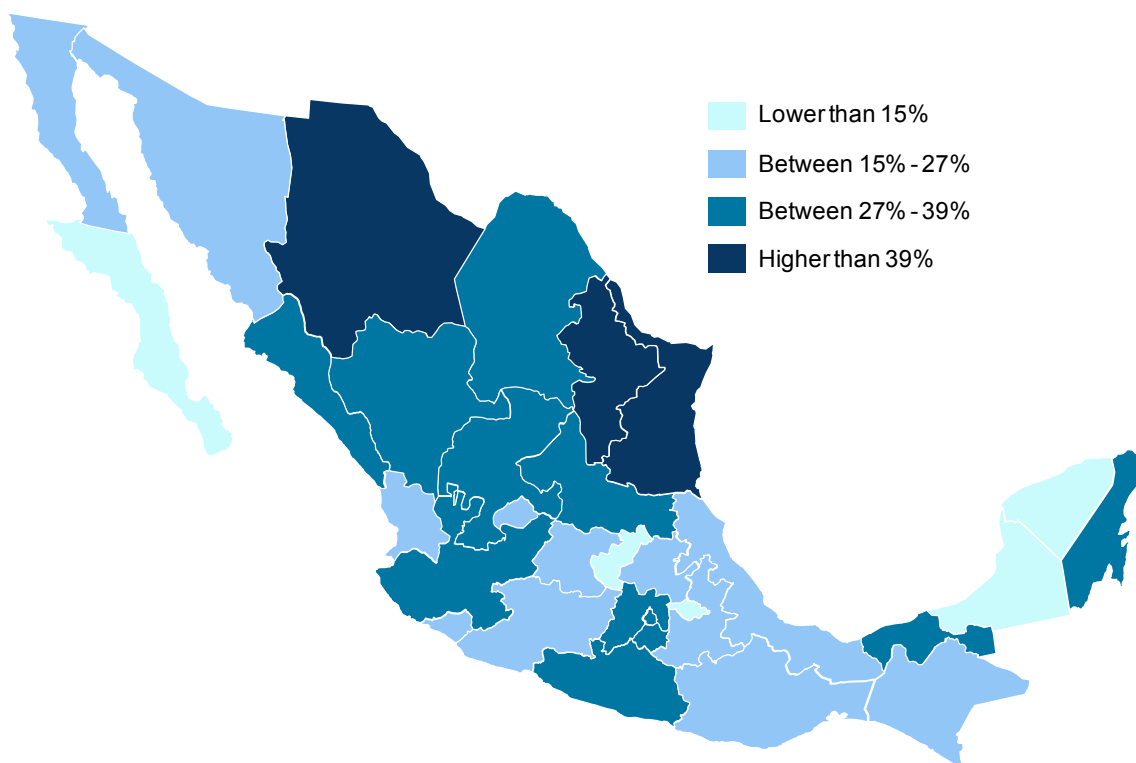 Lower than 15%
Between 15% - 27%
Between 27% - 39%
Higher than 39%